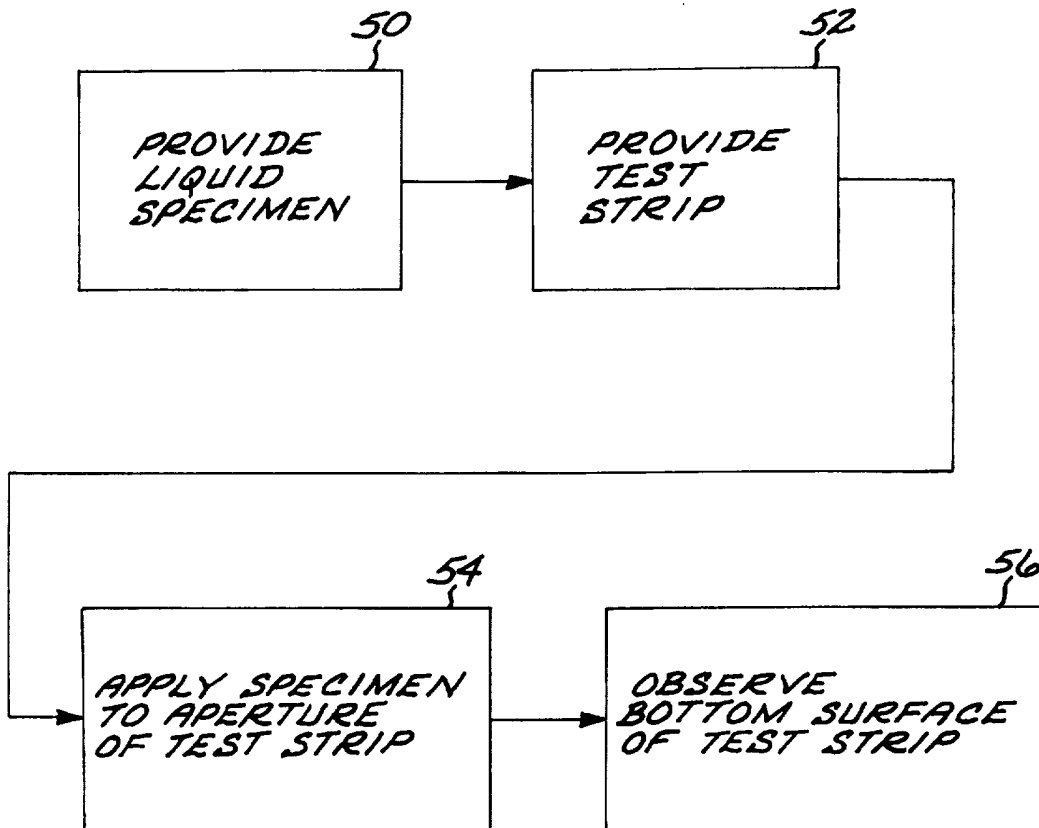 50
PROVIDE
LIQUID
SPECIMEN
52
PROVIDE
TEST
STRIP
54
APPLY SPECIMEN
TO APERTURE
OF TEST STRIP
56
OBSERVE
BOTTOM SURFACE
OF TEST STRIP